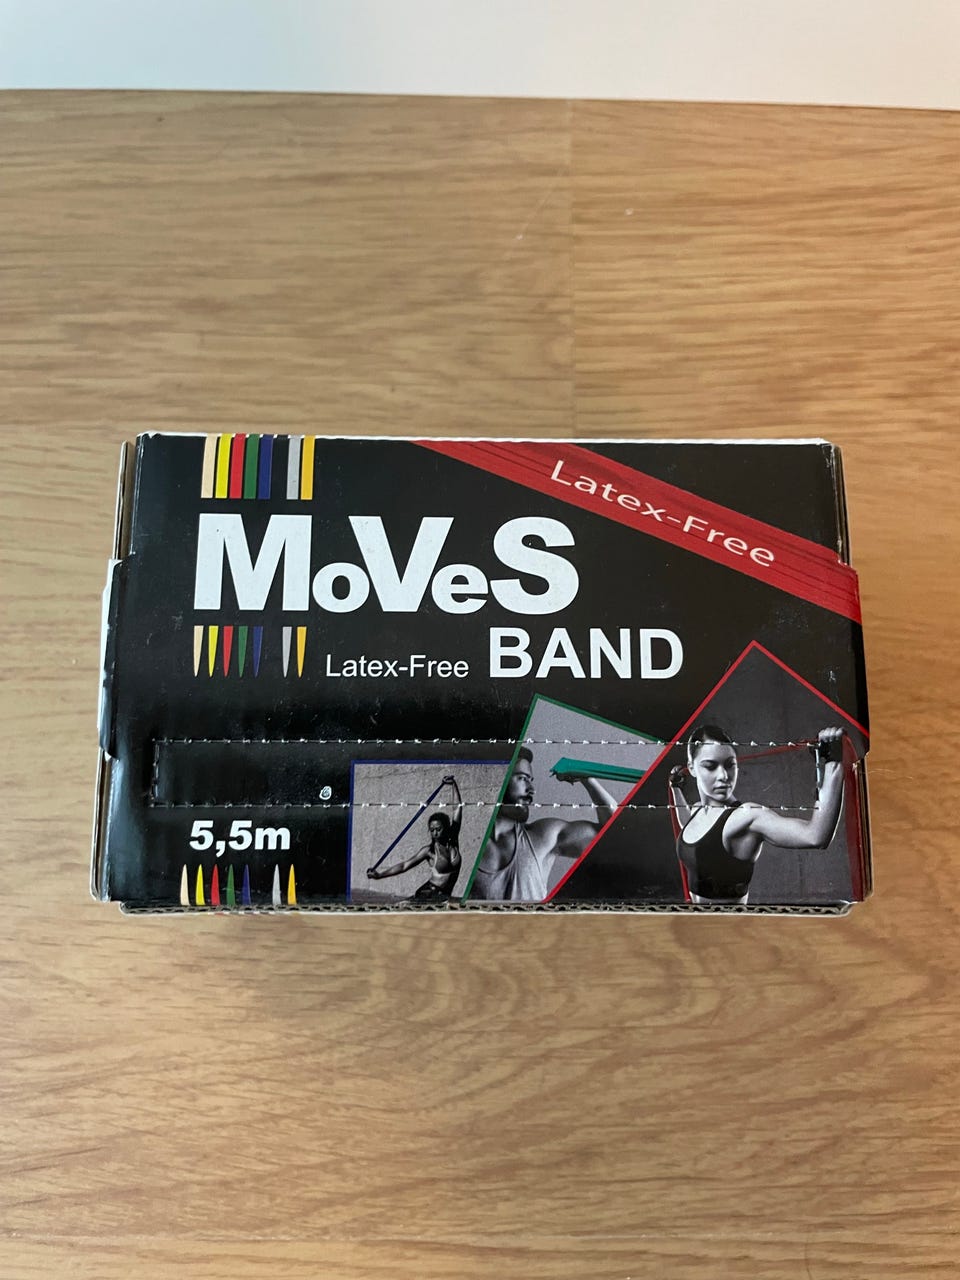 Latex-Free
MoVeS
Latex-Free BAND
5,5m